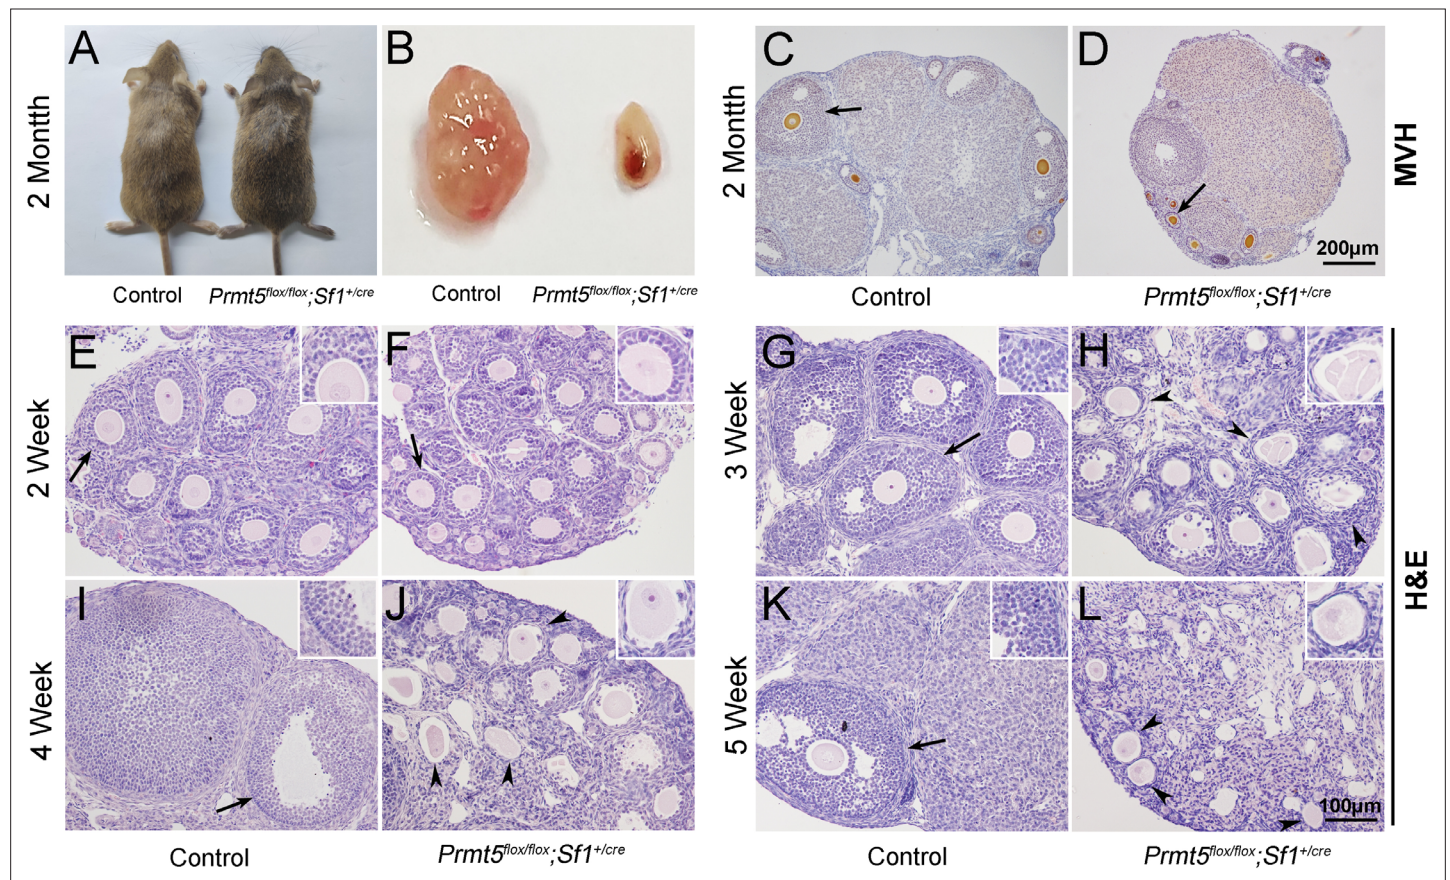 A
B
C
D
2 Montth
2 Month
MVH
200μm
Control
Prmt5flox/flox;Sf1+/cre
Control
Prmt5flox/flox;Sf1+/cre
Control
Prmt5flox/flox;Sf1+/cre
E
F
G
H
2 Week
3 Week
H&E
I
J
K
L
4 Week
5 Week
100μm
Control
Prmt5flox/flox;Sf1+/cre
Control
Prmt5flox/flox;Sf1+/cre